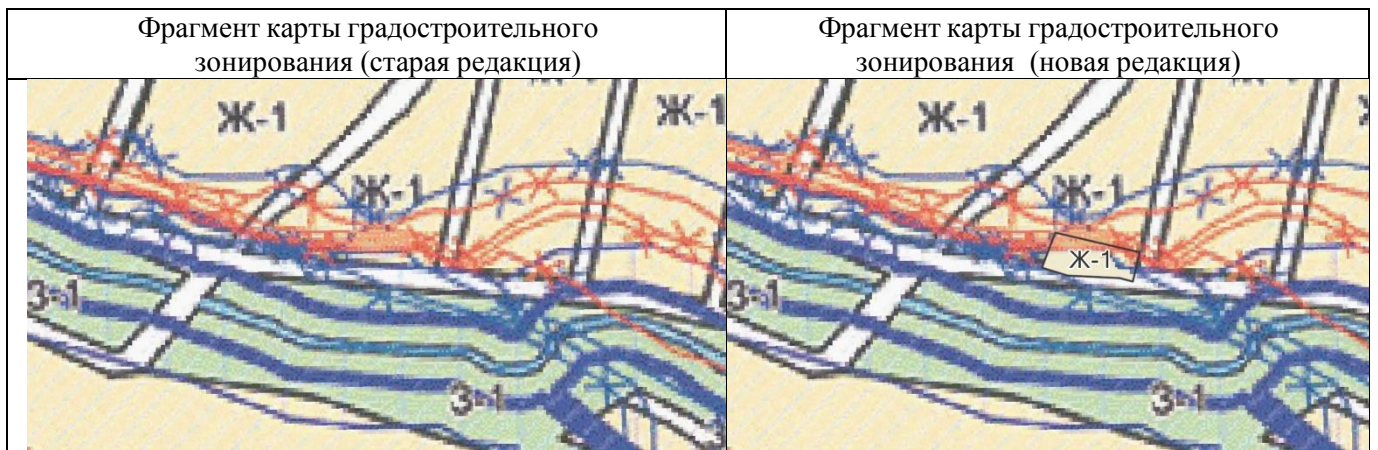 Фрагмент карты градостроительного
зонирования (старая редакция)
Фрагмент карты градостроительного
зонирования (новая редакция)
Ж-1
Ж-1
Ж-1
З-1
З-1
Ж-1
Ж-1
Ж-1
З-1
З-1